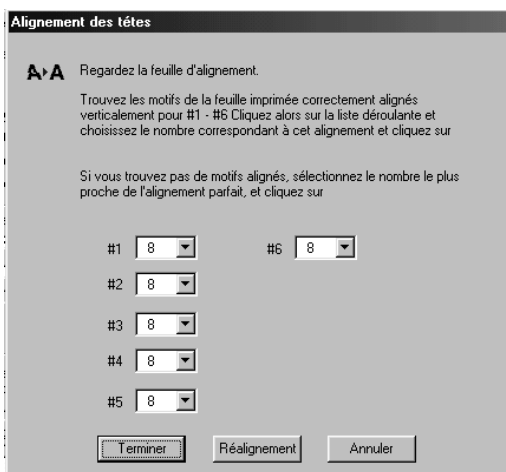 Alignement des tétes
A▸A Regardez la feuille d'alignement.
Trouvez les motifs de la feuille imprimée correctement alignés
verticalement pour #1 - #6 Cliquez alors sur la liste déroulante et
choisissez le nombre correspondant à cet alignement et cliquez sur
Si vous trouvez pas de motifs alignés, sélectionnez le nombre le plus
proche de l'alignement parfait, et cliquez sur
#1 8 #6 8
#2 8
#3 8
#4 8
#5 8
Terminer Réalignement Annuler